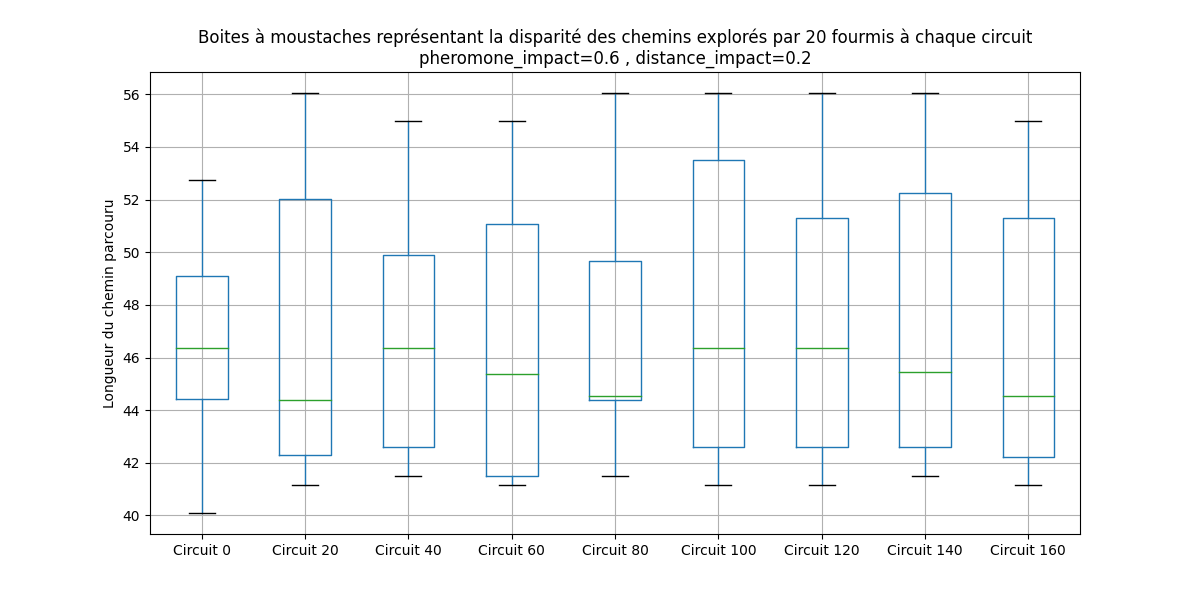 Boites à moustaches représentant la disparité des chemins explorés par 20 fourmis à chaque circuit
pheromone_impact=0.6 , distance_impact=0.2
Longueur du chemin parcouru
56
54
52
50
48
46
44
42
40
Circuit 0
Circuit 20
Circuit 40
Circuit 60
Circuit 80
Circuit 100
Circuit 120
Circuit 140
Circuit 160